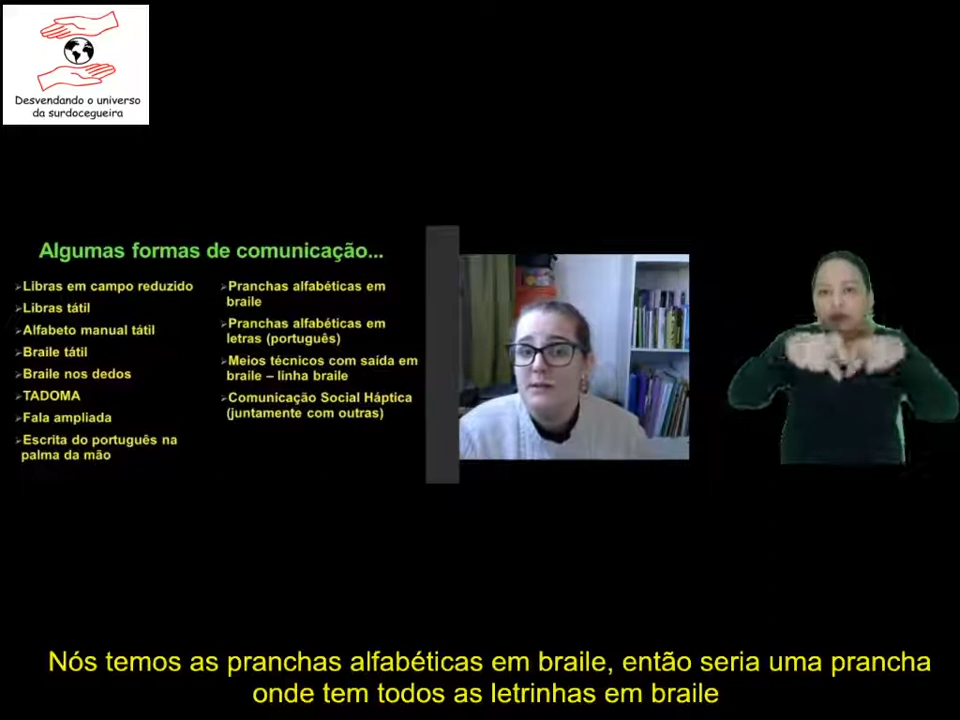 Desvendando o universo
da surdocegueira
Algumas formas de comunicação...
➢Libras em campo reduzido
➢Libras tátil
➢Alfabeto manual tátil
➢Braile tátil
➢Braile nos dedos
➢TADOMA
➢Fala ampliada
➢Escrita do português na
palma da mão
➢Pranchas alfabéticas em
braile
➢Pranchas alfabéticas em
letras (português)
➢Meios técnicos com saída em
braile – linha braile
➢Comunicação Social Háptica
(juntamente com outras)
Nós temos as pranchas alfabéticas em braile, então seria uma prancha
onde tem todos as letrinhas em braile